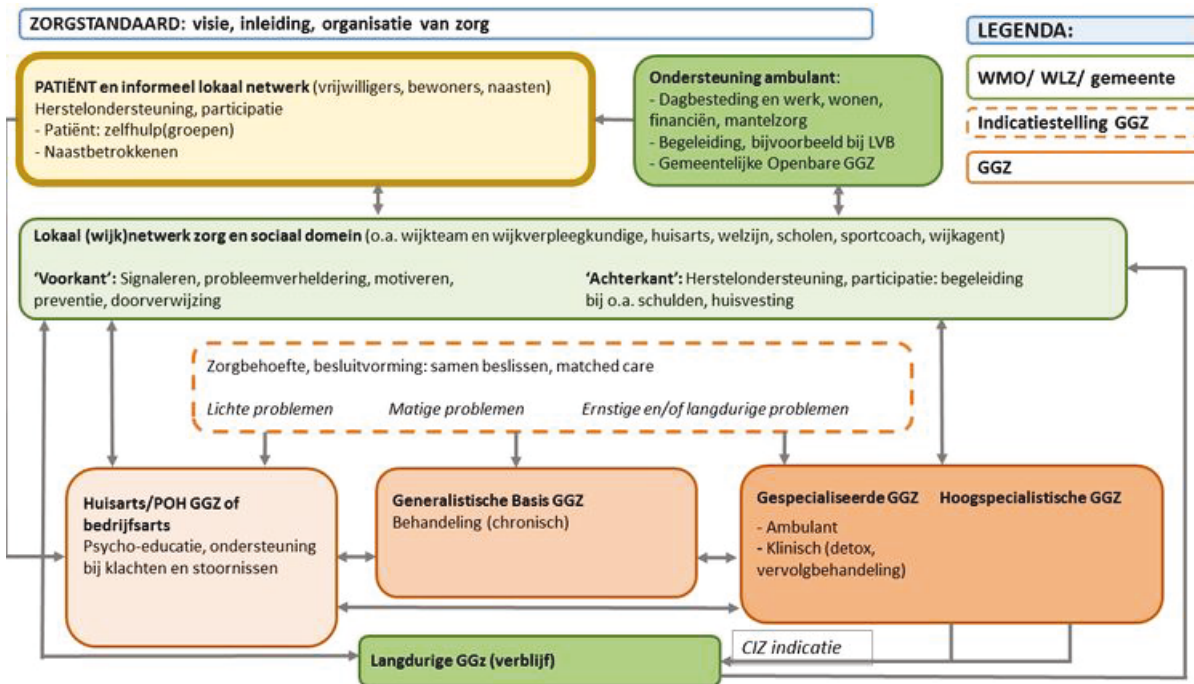 ZORGSTANDAARD: visie, inleiding, organisatie van zorg
LEGENDA:
WMO/ WLZ/ gemeente
Indicatiestelling GGZ
GGZ
PATIËNT en informeel lokaal netwerk (vrijwilligers, bewoners, naasten)
Herstelondersteuning, participatie
- Patiënt: zelfhulp(groepen)
- Naastbetrokkenen
Ondersteuning ambulant:
- Dagbesteding en werk, wonen,
financiën, mantelzorg
- Begeleiding, bijvoorbeeld bij LVB
- Gemeentelijke Openbare GGZ
Lokaal (wijk)netwerk zorg en sociaal domein (o.a. wijkteam en wijkverpleegkundige, huisarts, welzijn, scholen, sportcoach, wijkagent)
'Voorkant': Signaleren, probleemverheldering, motiveren,
preventie, doorverwijzing
'Achterkant': Herstelondersteuning, participatie: begeleiding
bij o.a. schulden, huisvesting
Zorgbehoefte, besluitvorming: samen beslissen, matched care
Lichte problemen
Matige problemen
Ernstige en/of langdurige problemen
Huisarts/POH GGZ of
bedrijfsarts
Psycho-educatie, ondersteuning
bij klachten en stoornissen
Generalistische Basis GGZ
Behandeling (chronisch)
Gespecialiseerde GGZ
Hoogspecialistische GGZ
- Ambulant
- Klinisch (detox,
vervolgbehandeling)
CIZ indicatie
Langdurige GGz (verblijf)